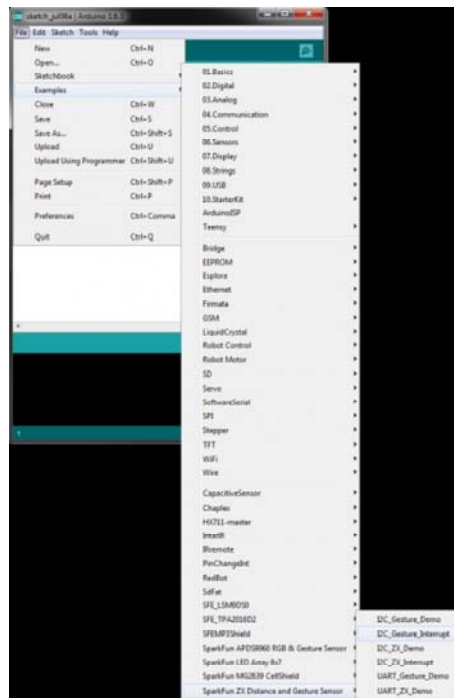 sketch_jul06a | Arduino 1.6.3
File Edit Sketch Tools Help
New Ctrl+N
Open... Ctrl+O
Sketchbook
Examples
Close Ctrl+W
Save Ctrl+S
Save As... Ctrl+Shift+S
Upload Ctrl+U
Upload Using Programmer Ctrl+Shift+U
Page Setup Ctrl+Shift+P
Print Ctrl+P
Preferences Ctrl+Comma
Quit Ctrl+Q
01.Basics
02.Digital
03.Analog
04.Communication
05.Control
06.Sensors
07.Display
08.Strings
09.USB
10.StarterKit
ArduinoISP
Teensy
Bridge
EEPROM
Esplora
Ethernet
Firmata
GSM
LiquidCrystal
Robot Control
Robot Motor
SD
Servo
SoftwareSerial
SPI
Stepper
TFT
WiFi
Wire
CapacitiveSensor
Chaplex
HX711-master
IntarIR
IRremote
PinChangeInt
RedBot
SdFat
SFE_LSM9DS0
SFE_TPA2016D2
SFEMP3Shield
SparkFun APDS9960 RGB & Gesture Sensor
SparkFun LED Array 8x7
SparkFun MG2639 CellShield
SparkFun ZX Distance and Gesture Sensor
I2C_Gesture_Demo
I2C_Gesture_Interrupt
I2C_ZX_Demo
I2C_ZX_Interrupt
UART_Gesture_Demo
UART_ZX_Demo
1